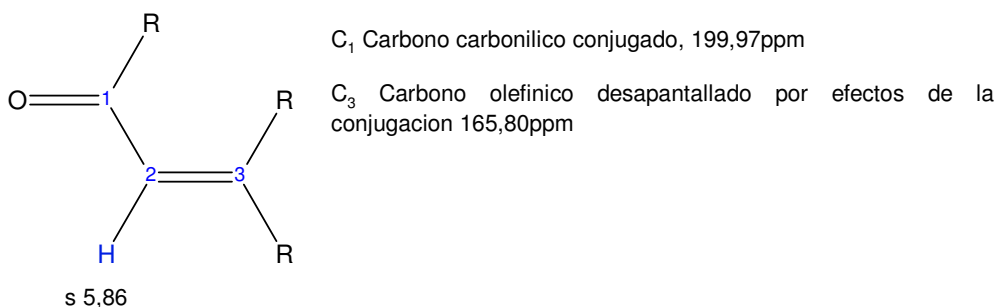 R
C₁ Carbono carbonilico conjugado, 199,97ppm
O 1 R
C₃ Carbono olefinico desapantallado por efectos de la
conjugacion 165,80ppm
2 3
H R
s 5,86